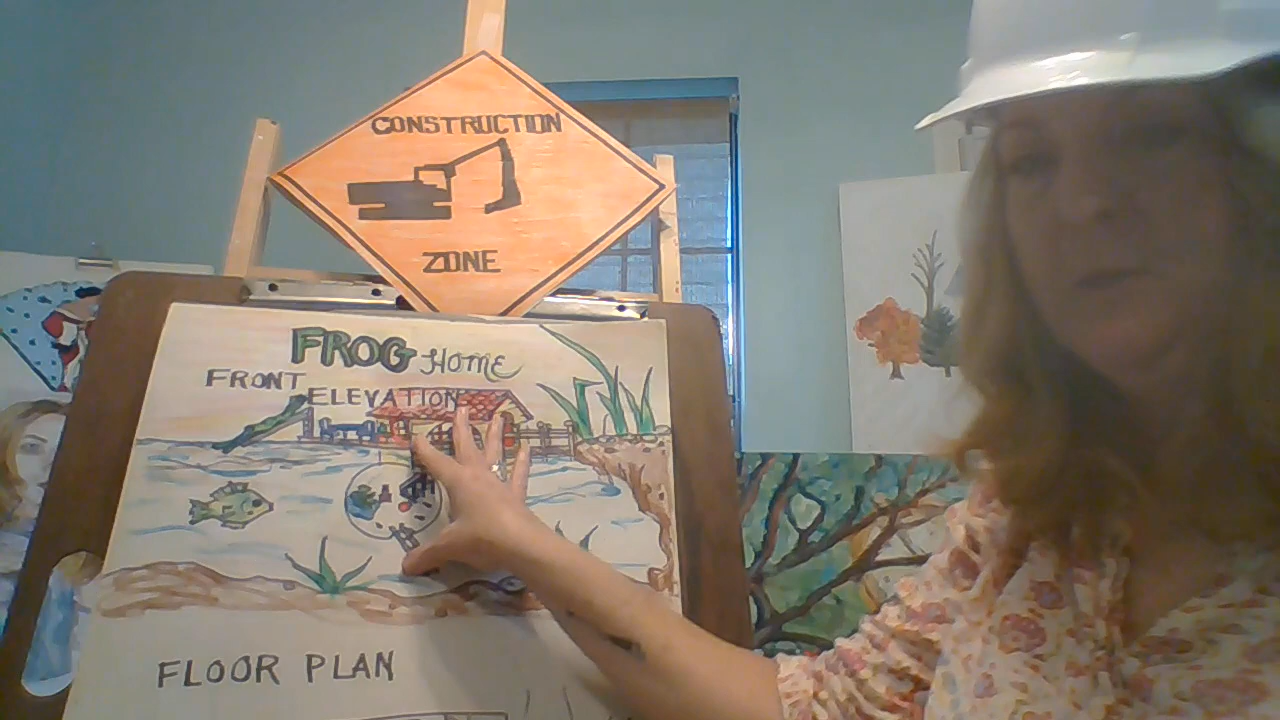 CONSTRUCTION
ZONE
FROG Home
FRONT
ELEVATION
FLOOR PLAN